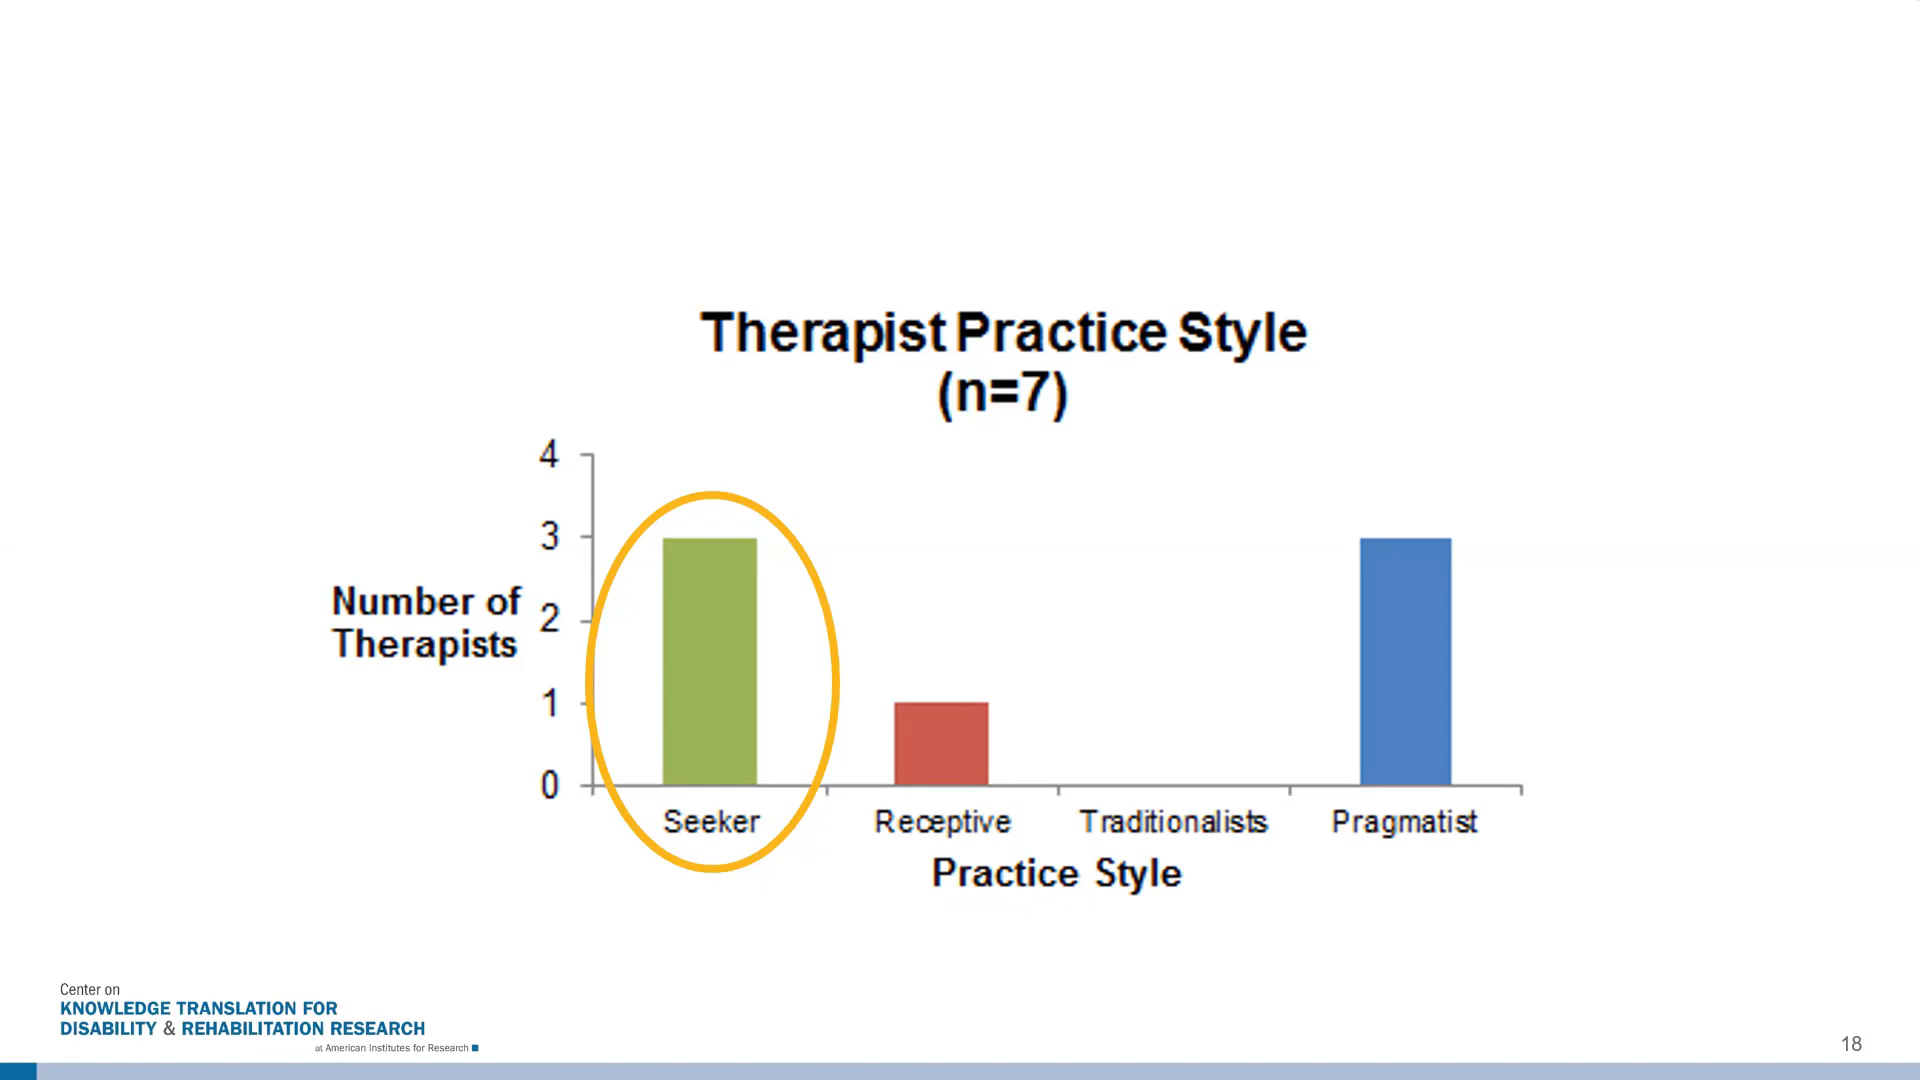 Therapist Practice Style
(n=7)
4
3
2
1
0
Number of
Therapists
Seeker
Receptive
Traditionalists
Pragmatist
Practice Style
Center on
KNOWLEDGE TRANSLATION FOR
DISABILITY & REHABILITATION RESEARCH
at American Institutes for Research
18